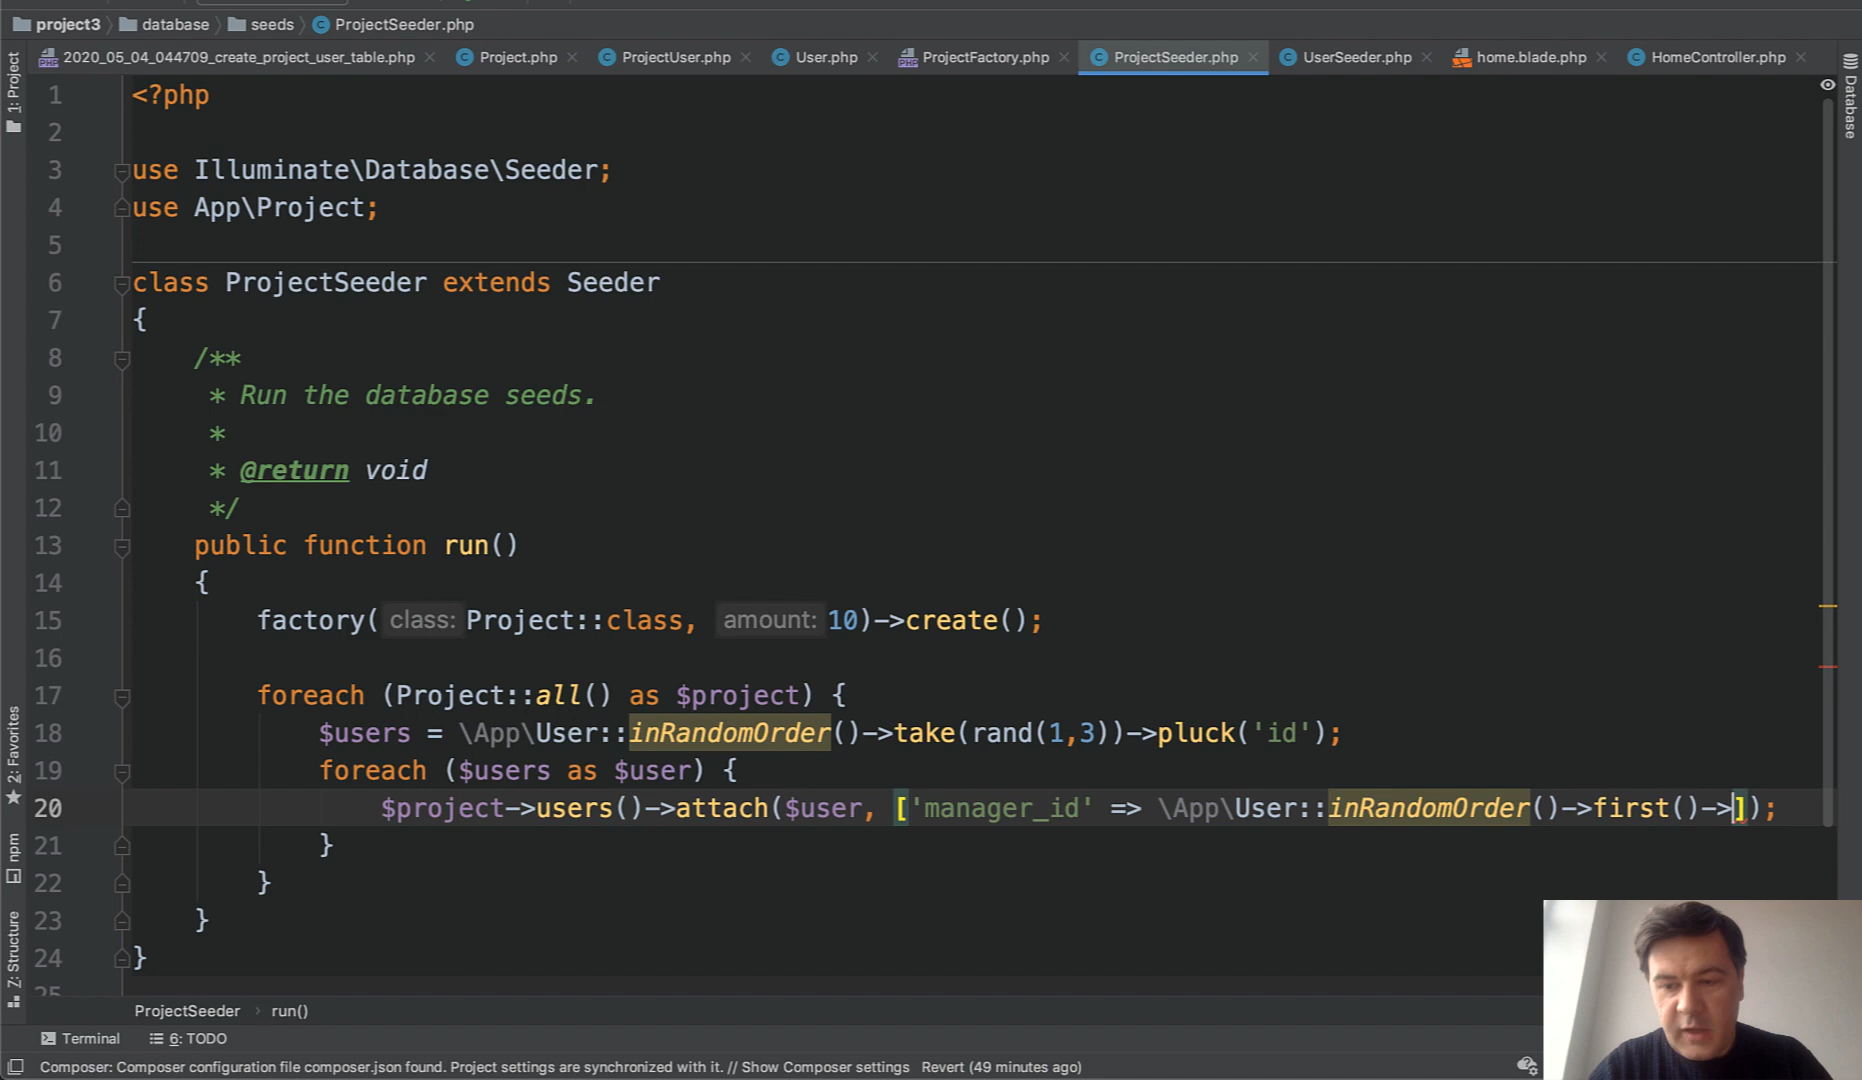 project3 database seeds ProjectSeeder.php
2020_05_04_044709_create_project_user_table.php Project.php ProjectUser.php User.php ProjectFactory.php ProjectSeeder.php UserSeeder.php home.blade.php HomeController.php
1: Project
Database
1 <?php
2
3 use Illuminate\Database\Seeder;
4 use App\Project;
5
6 class ProjectSeeder extends Seeder
7 {
8 /**
9 * Run the database seeds.
10 *
11 * @return void
12 */
13 public function run()
14 {
15 factory( class: Project::class, amount: 10)->create();
16
17 foreach (Project::all() as $project) {
18 $users = \App\User::inRandomOrder()->take(rand(1,3))->pluck('id');
19 foreach ($users as $user) {
20 $project->users()->attach($user, ['manager_id' => \App\User::inRandomOrder()->first()->]);
21 }
22 }
23 }
24 }
25
2: Favorites
npm
Z: Structure
ProjectSeeder › run()
Terminal 6: TODO
Composer: Composer configuration file composer.json found. Project settings are synchronized with it. // Show Composer settings Revert (49 minutes ago)